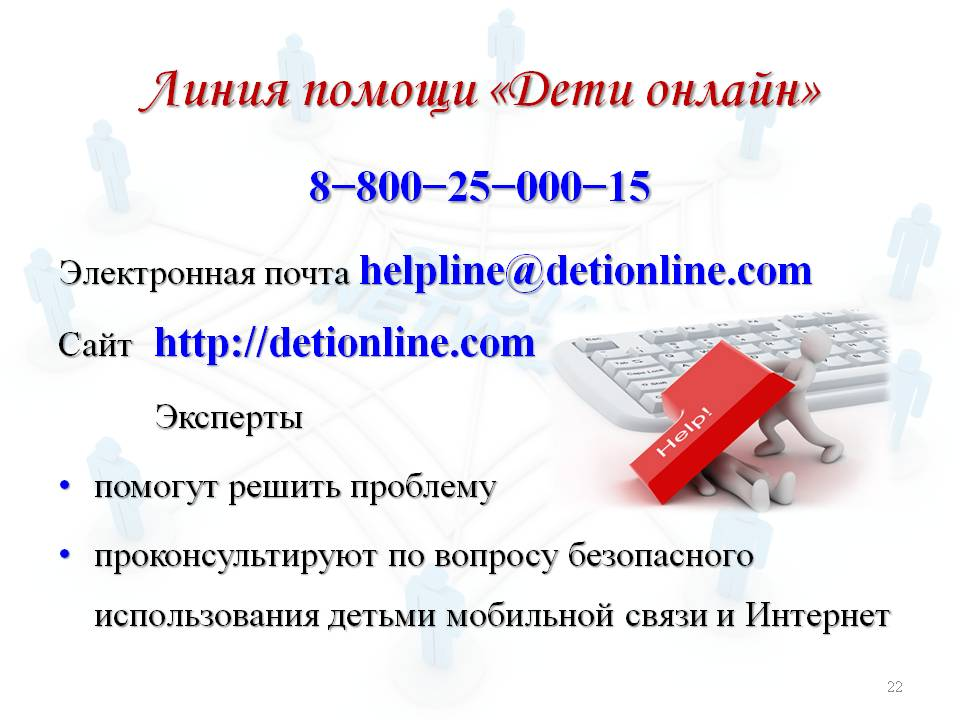 Линия помощи «Дети онлайн»
8−800−25−000−15
Электронная почта helpline@detionline.com
Сайт http://detionline.com
Help!
Эксперты
• помогут решить проблему
• проконсультируют по вопросу безопасного
использования детьми мобильной связи и Интернет
22